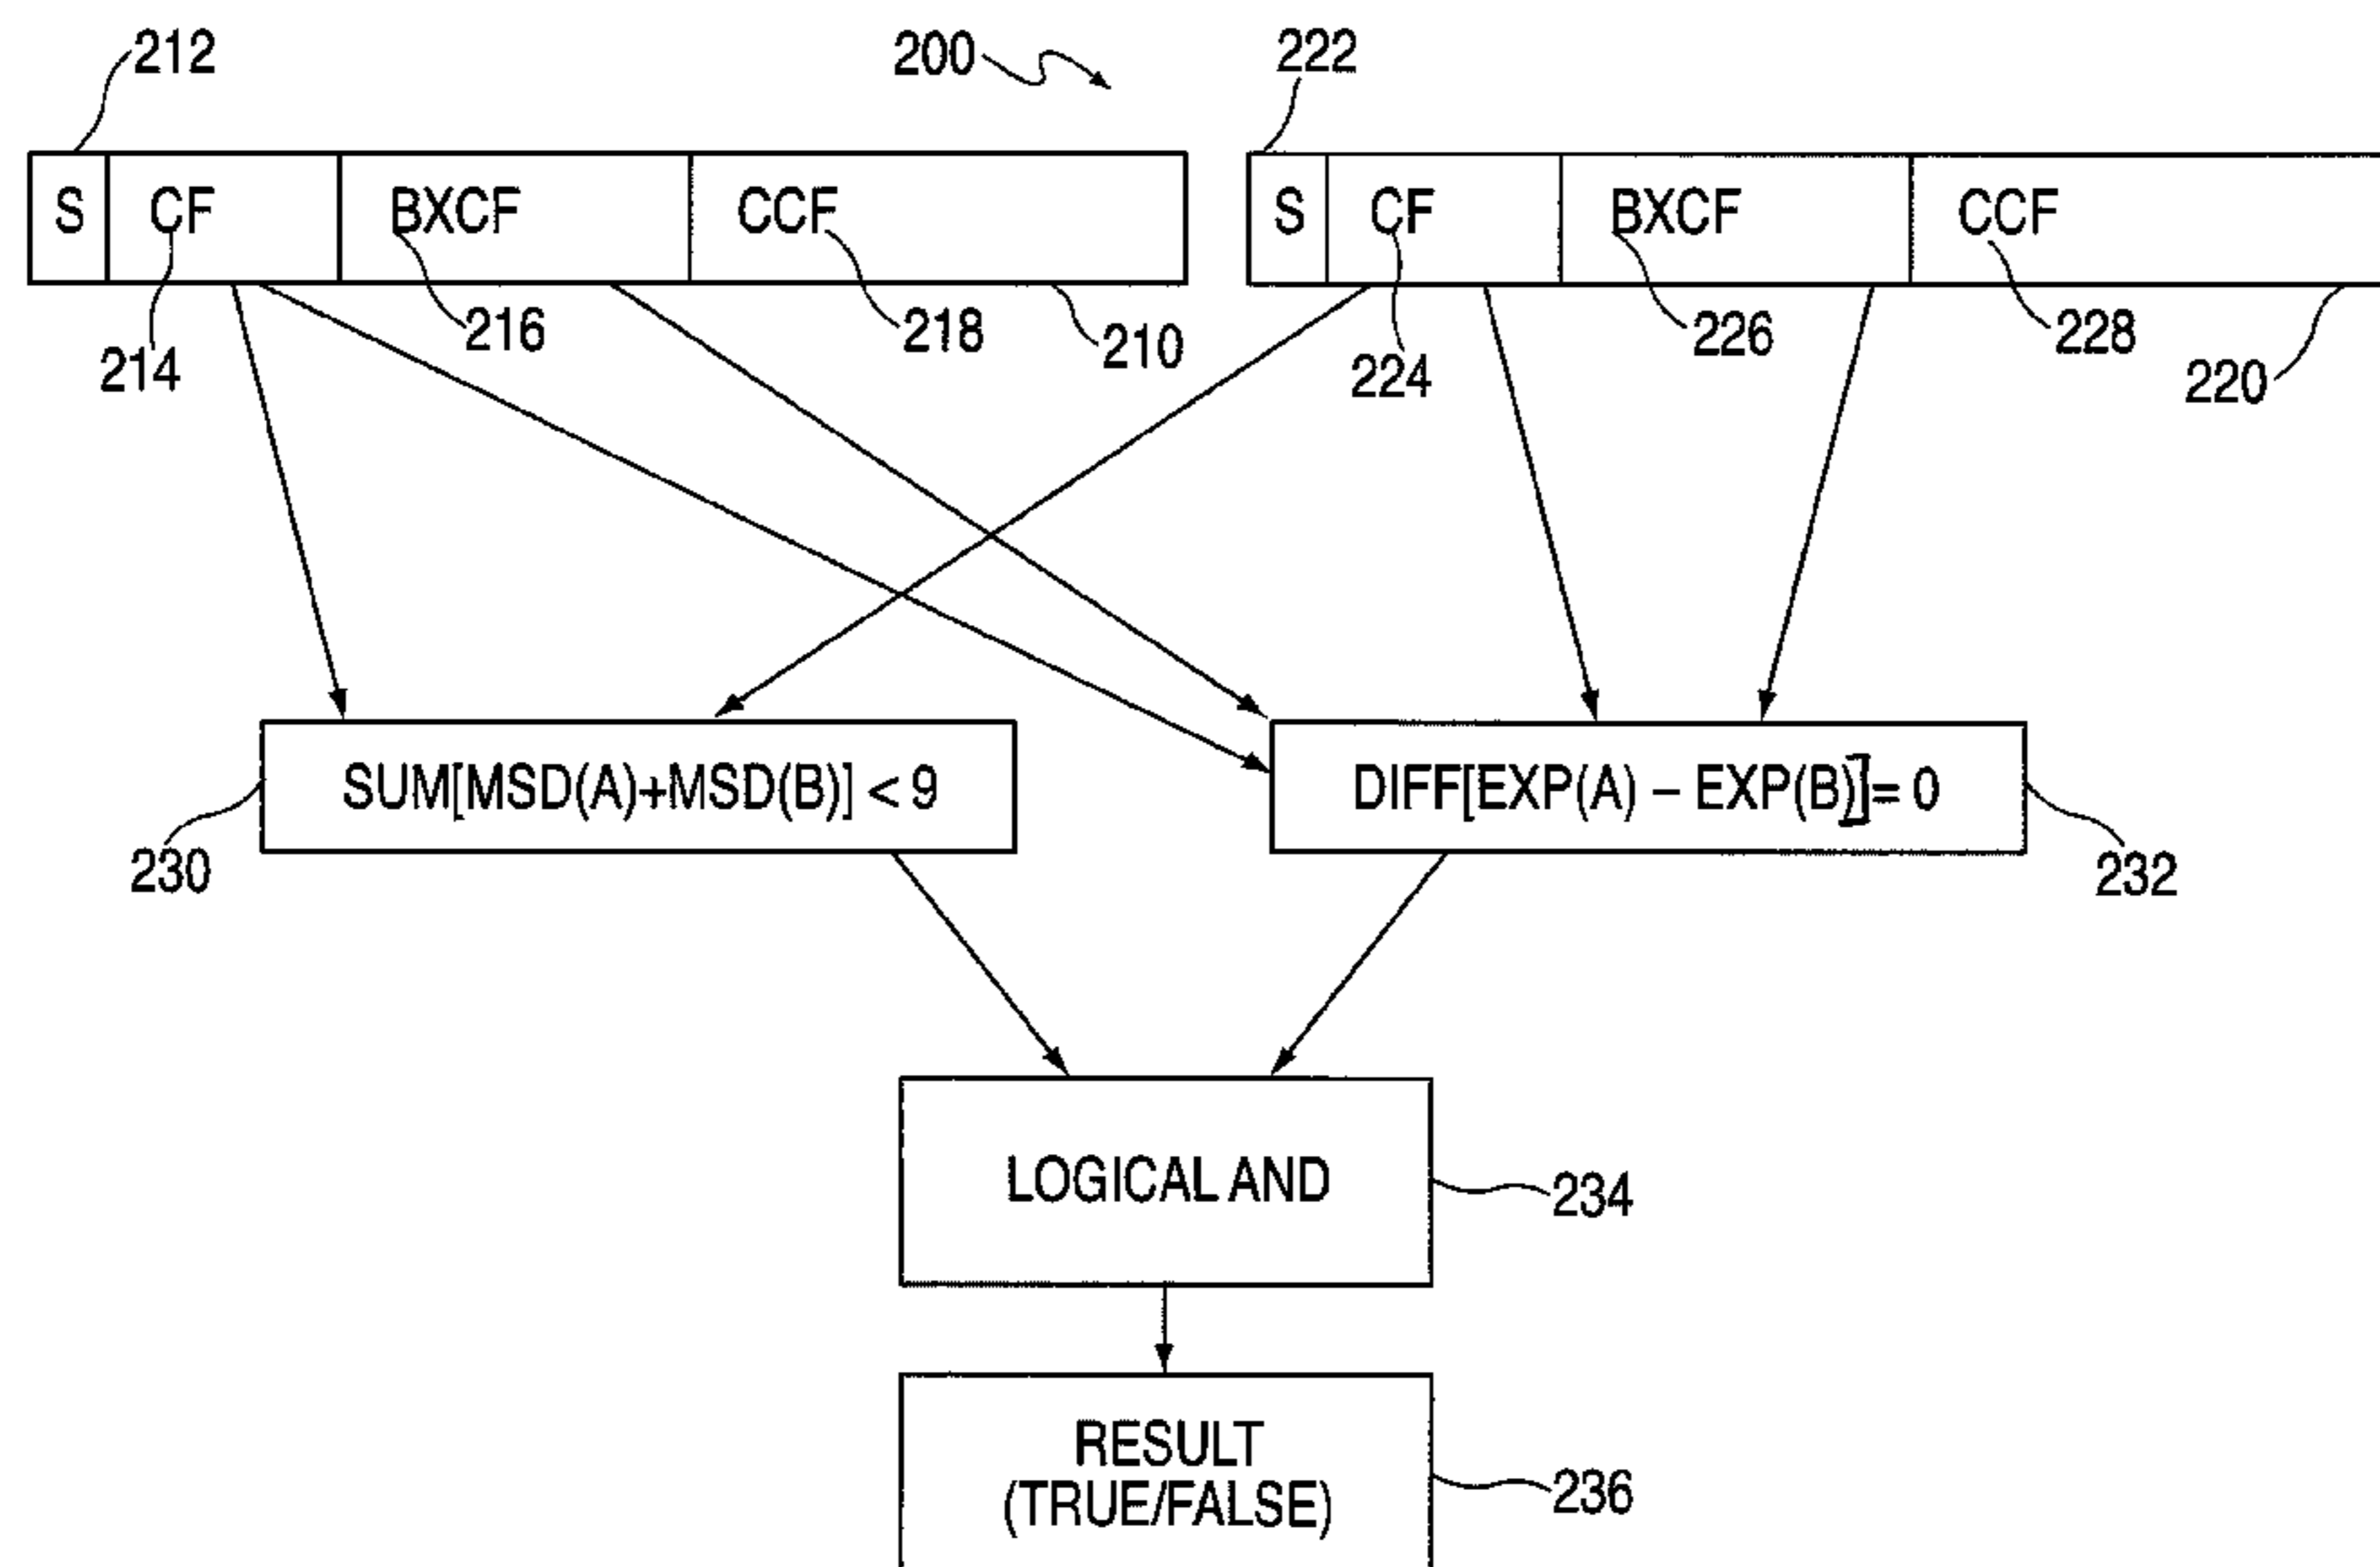 212
200
222
S CF BXCF CCF
S CF BXCF CCF
214
216
218
210
224
226
228
220
SUM[MSD(A)+MSD(B)] < 9
DIFF[EXP(A) – EXP(B)]= 0
230
232
LOGICAL AND
234
RESULT
(TRUE/FALSE)
236